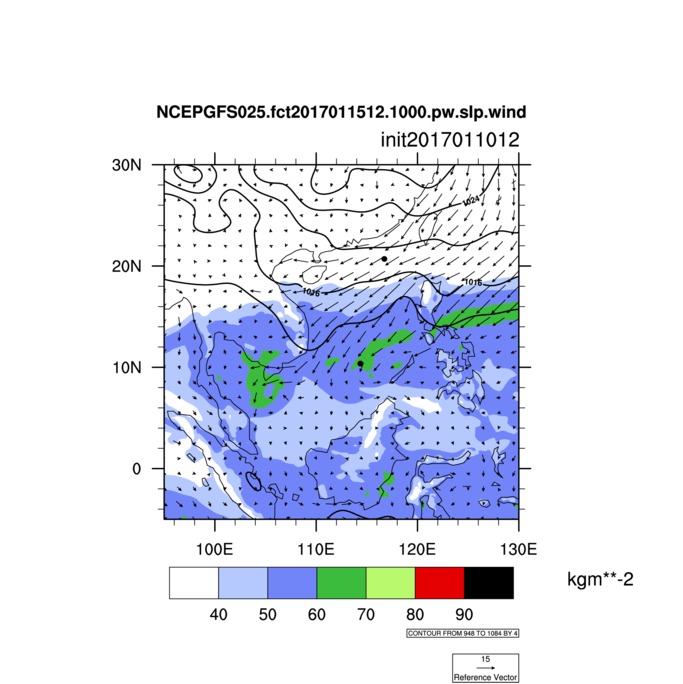 NCEPGFS025.fct2017011512.1000.pw.slp.wind
init2017011012
30N
1024
20N
1016
1016
10N
0
100E 110E 120E 130E
kgm**-2
40 50 60 70 80 90
CONTOUR FROM 948 TO 1084 BY 4
15
Reference Vector